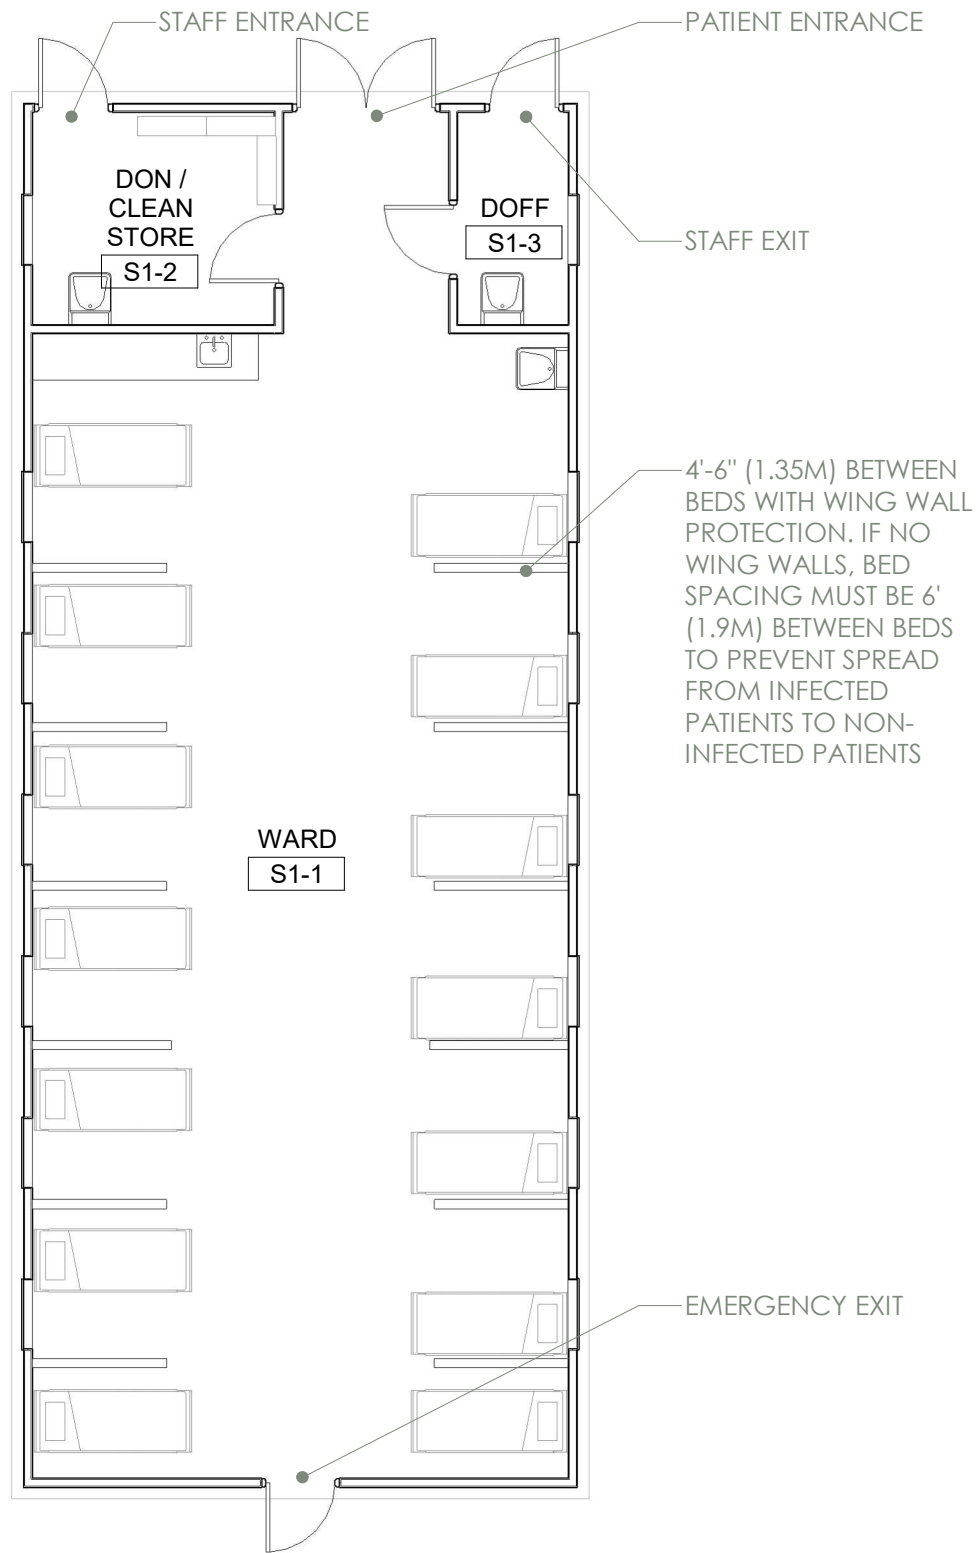 STAFF ENTRANCE
PATIENT ENTRANCE
DON /
CLEAN
STORE
S1-2
DOFF
S1-3
STAFF EXIT
4'-6" (1.35M) BETWEEN
BEDS WITH WING WALL
PROTECTION. IF NO
WING WALLS, BED
SPACING MUST BE 6'
(1.9M) BETWEEN BEDS
TO PREVENT SPREAD
FROM INFECTED
PATIENTS TO NON-
INFECTED PATIENTS
WARD
S1-1
EMERGENCY EXIT